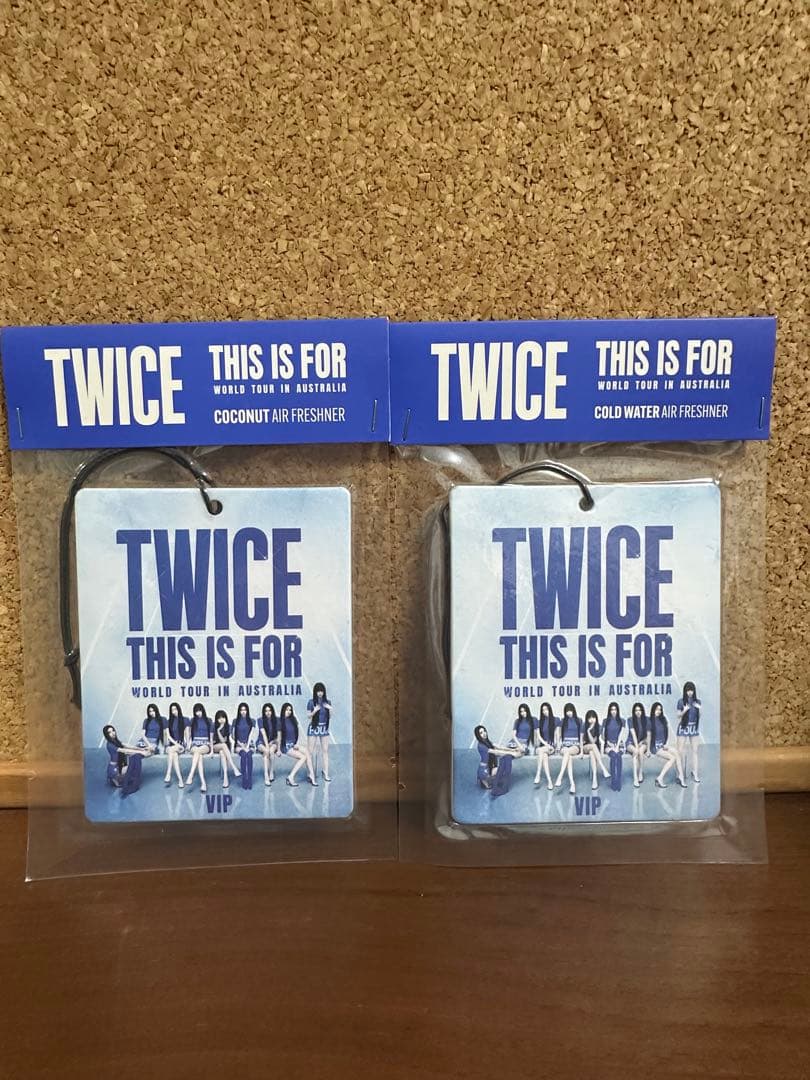 TWICE
THIS IS FOR
WORLD TOUR IN AUSTRALIA
COCONUT AIR FRESHNER
TWICE
THIS IS FOR
WORLD TOUR IN AUSTRALIA
VIP
TWICE
THIS IS FOR
WORLD TOUR IN AUSTRALIA
COLD WATER AIR FRESHNER
TWICE
THIS IS FOR
WORLD TOUR IN AUSTRALIA
VIP